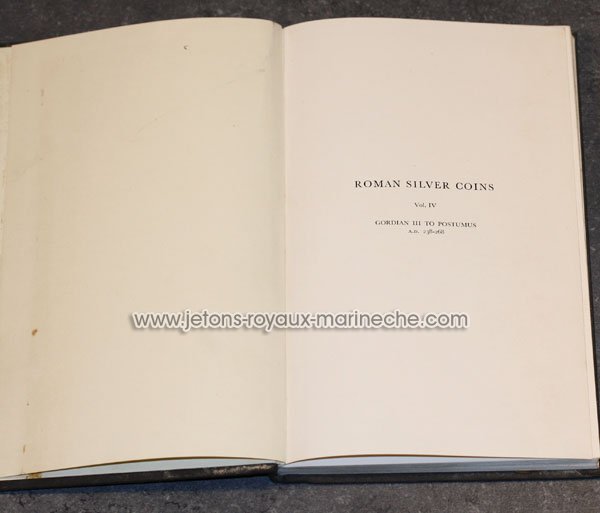 ROMAN SILVER COINS
Vol. IV
GORDIAN III TO POSTUMUS
A.D. 238-268
www.jetons-royaux-marineche.com